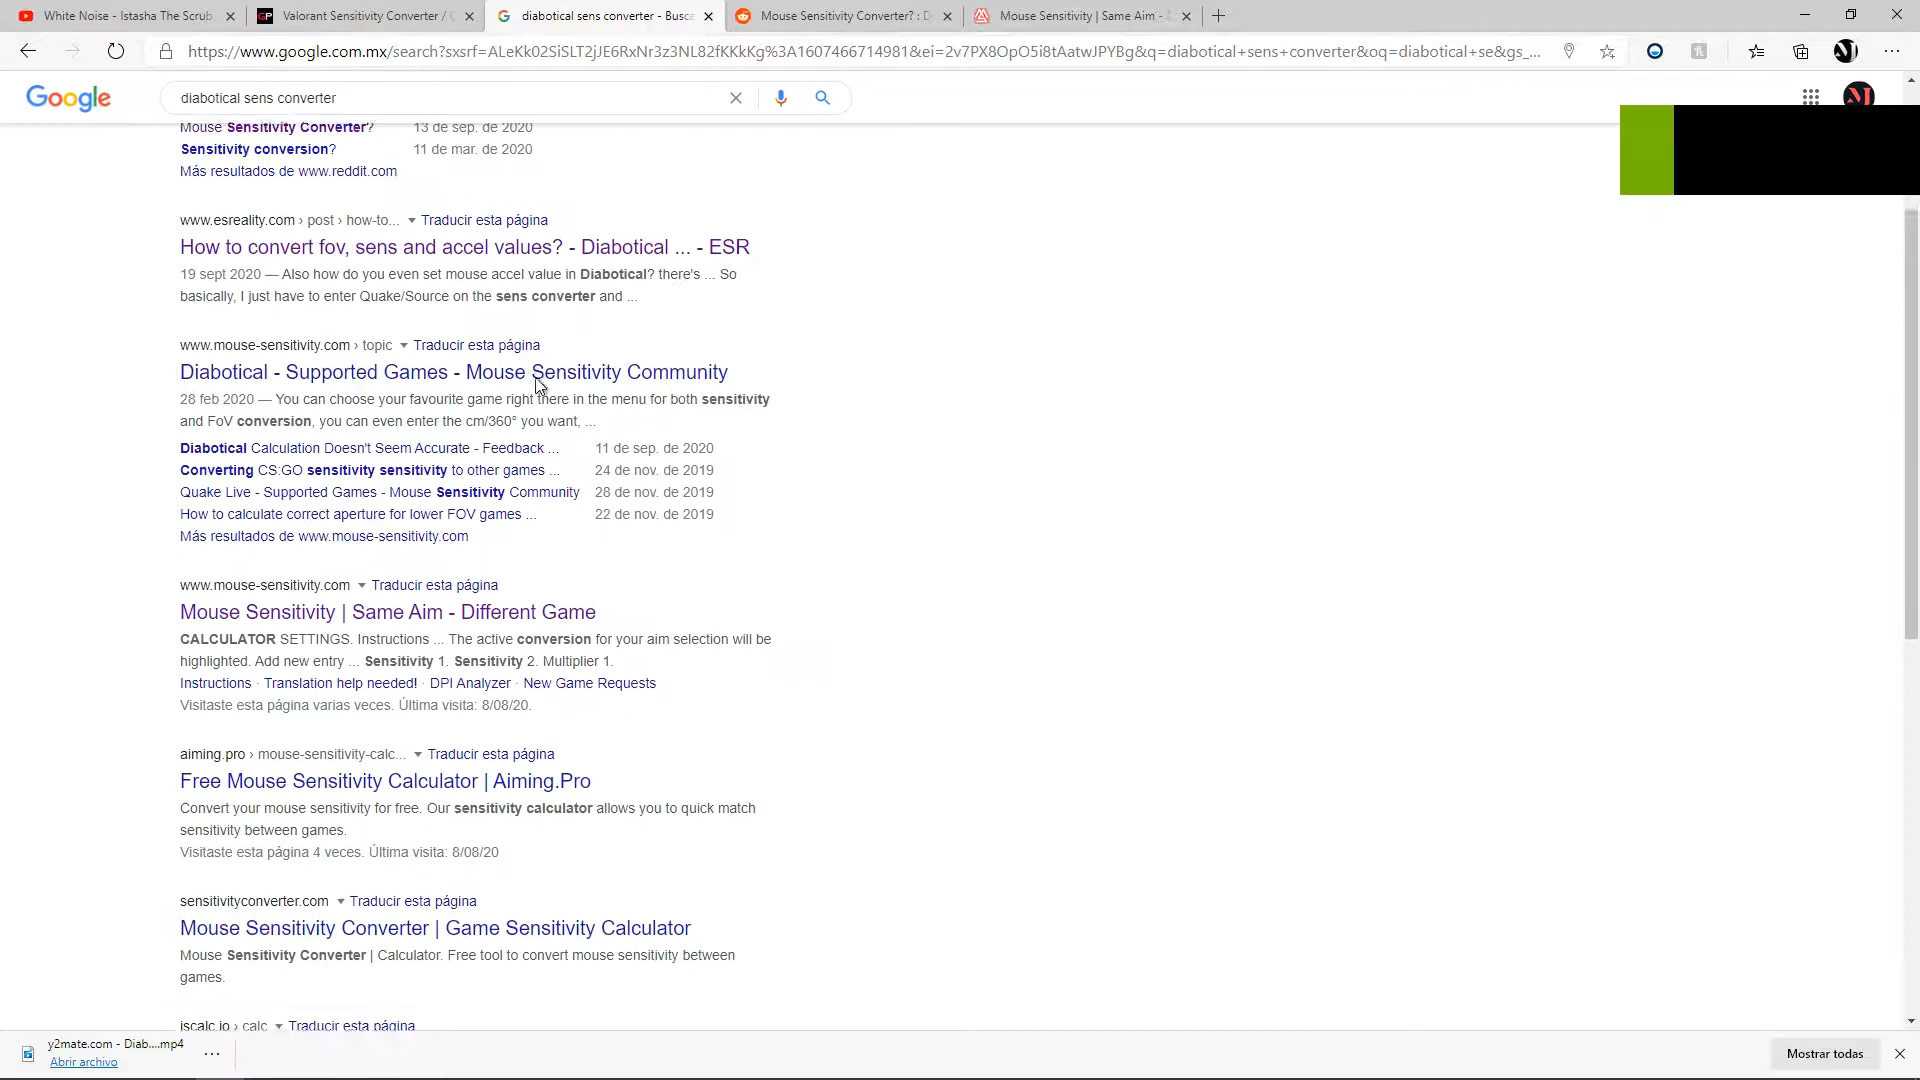 White Noise - Istasha The Scrub
Valorant Sensitivity Converter /
diabotical sens converter - Busca
Mouse Sensitivity Converter? : D
Mouse Sensitivity | Same Aim -
https://www.google.com.mx/search?sxsrf=ALeKk02SiSLT2jJE6RxNr3z3NL82fKKkKg%3A1607466714981&ei=2v7PX8OpO5i8tAatwJPYBg&q=diabotical+sens+converter&oq=diabotical+se&gs_...
Google
diabotical sens converter
Mouse Sensitivity Converter? 13 de sep. de 2020
Sensitivity conversion? 11 de mar. de 2020
Más resultados de www.reddit.com
www.esreality.com › post › how-to... Traducir esta página
How to convert fov, sens and accel values? - Diabotical ... - ESR
19 sept 2020 — Also how do you even set mouse accel value in Diabotical? there's ... So
basically, I just have to enter Quake/Source on the sens converter and ...
www.mouse-sensitivity.com › topic Traducir esta página
Diabotical - Supported Games - Mouse Sensitivity Community
28 feb 2020 — You can choose your favourite game right there in the menu for both sensitivity
and FoV conversion, you can even enter the cm/360° you want, ...
Diabotical Calculation Doesn't Seem Accurate - Feedback ... 11 de sep. de 2020
Converting CS:GO sensitivity sensitivity to other games ... 24 de nov. de 2019
Quake Live - Supported Games - Mouse Sensitivity Community 28 de nov. de 2019
How to calculate correct aperture for lower FOV games ... 22 de nov. de 2019
Más resultados de www.mouse-sensitivity.com
www.mouse-sensitivity.com Traducir esta página
Mouse Sensitivity | Same Aim - Different Game
CALCULATOR SETTINGS. Instructions ... The active conversion for your aim selection will be
highlighted. Add new entry ... Sensitivity 1. Sensitivity 2. Multiplier 1.
Instructions · Translation help needed! · DPI Analyzer · New Game Requests
Visitaste esta página varias veces. Última visita: 8/08/20.
aiming.pro › mouse-sensitivity-calc... Traducir esta página
Free Mouse Sensitivity Calculator | Aiming.Pro
Convert your mouse sensitivity for free. Our sensitivity calculator allows you to quick match
sensitivity between games.
Visitaste esta página 4 veces. Última visita: 8/08/20
sensitivityconverter.com Traducir esta página
Mouse Sensitivity Converter | Game Sensitivity Calculator
Mouse Sensitivity Converter | Calculator. Free tool to convert mouse sensitivity between
games.
iscalc.io › calc Traducir esta página
y2mate.com - Diab....mp4
Abrir archivo
Mostrar todas